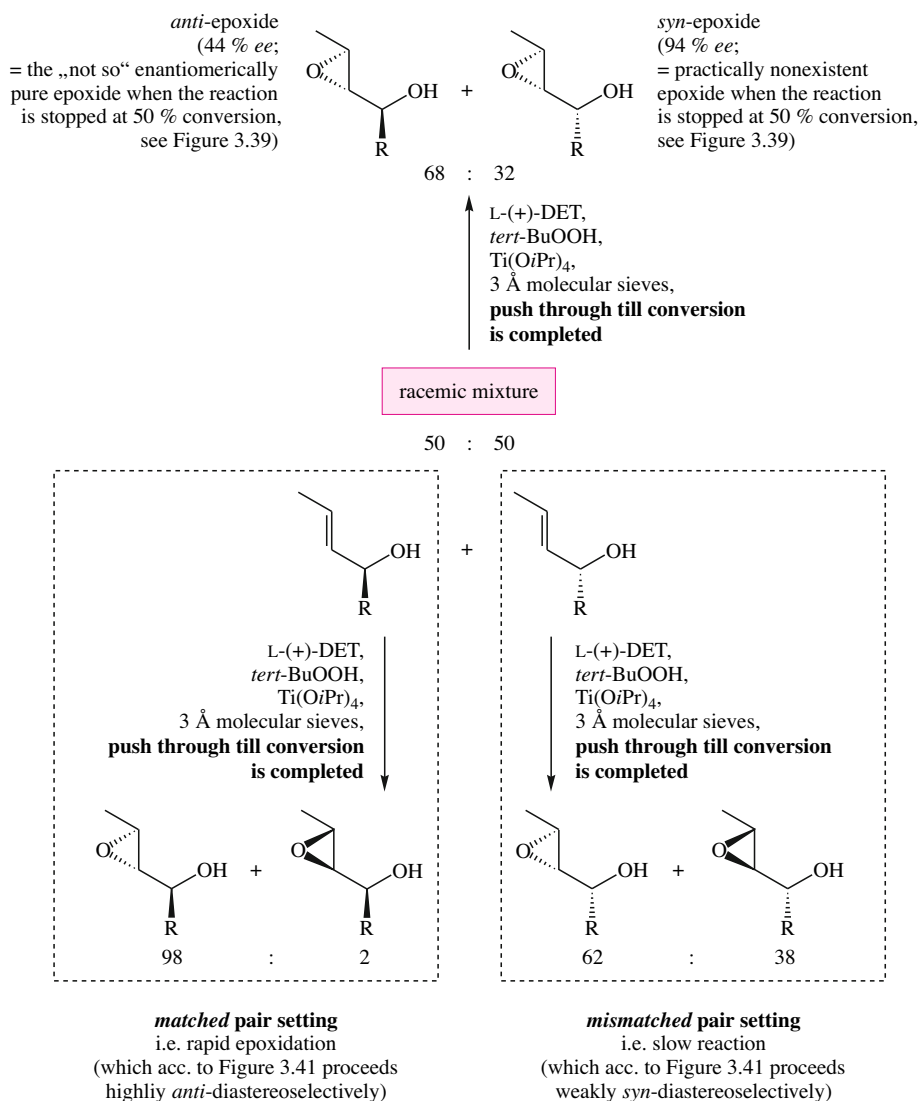 anti-epoxide
(44 % ee;
= the „not so“ enantiomerically
pure epoxide when the reaction
is stopped at 50 % conversion,
see Figure 3.39)
O
OH
R
+
O
OH
R
syn-epoxide
(94 % ee;
= practically nonexistent
epoxide when the reaction
is stopped at 50 % conversion,
see Figure 3.39)
68 : 32
L-(+)-DET,
tert-BuOOH,
Ti(OiPr)4,
3 Å molecular sieves,
push through till conversion
is completed
racemic mixture
50 : 50
OH
R
+
OH
R
L-(+)-DET,
tert-BuOOH,
Ti(OiPr)4,
3 Å molecular sieves,
push through till conversion
is completed
L-(+)-DET,
tert-BuOOH,
Ti(OiPr)4,
3 Å molecular sieves,
push through till conversion
is completed
O
OH
R
+
O
OH
R
98 : 2
O
OH
R
+
O
OH
R
62 : 38
matched pair setting
i.e. rapid epoxidation
(which acc. to Figure 3.41 proceeds
highliy anti-diastereoselectively)
mismatched pair setting
i.e. slow reaction
(which acc. to Figure 3.41 proceeds
weakly syn-diastereoselectively)